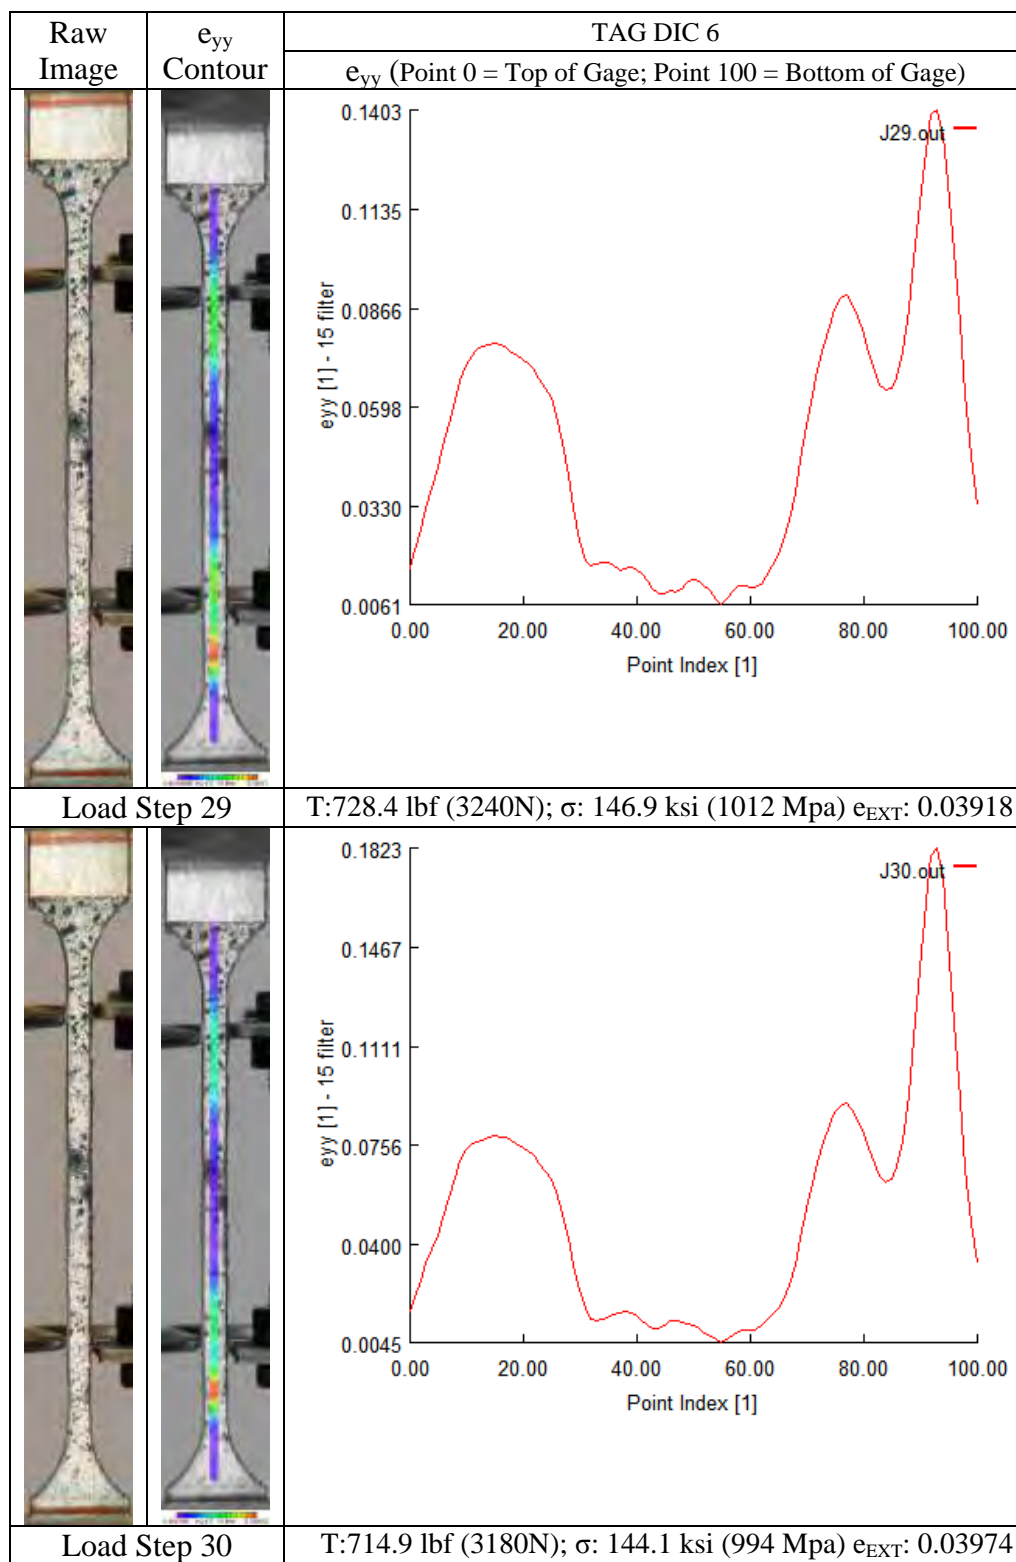 Raw Image
e_yy Contour
TAG DIC 6
e_yy (Point 0 = Top of Gage; Point 100 = Bottom of Gage)
0.1403
0.1135
0.0866
0.0598
0.0330
0.0061
eyy [1] - 15 filter
J29.out
0.00 20.00 40.00 60.00 80.00 100.00
Point Index [1]
Load Step 29
T:728.4 lbf (3240N); σ: 146.9 ksi (1012 Mpa) e_EXT: 0.03918
0.1823
0.1467
0.1111
0.0756
0.0400
0.0045
eyy [1] - 15 filter
J30.out
0.00 20.00 40.00 60.00 80.00 100.00
Point Index [1]
Load Step 30
T:714.9 lbf (3180N); σ: 144.1 ksi (994 Mpa) e_EXT: 0.03974